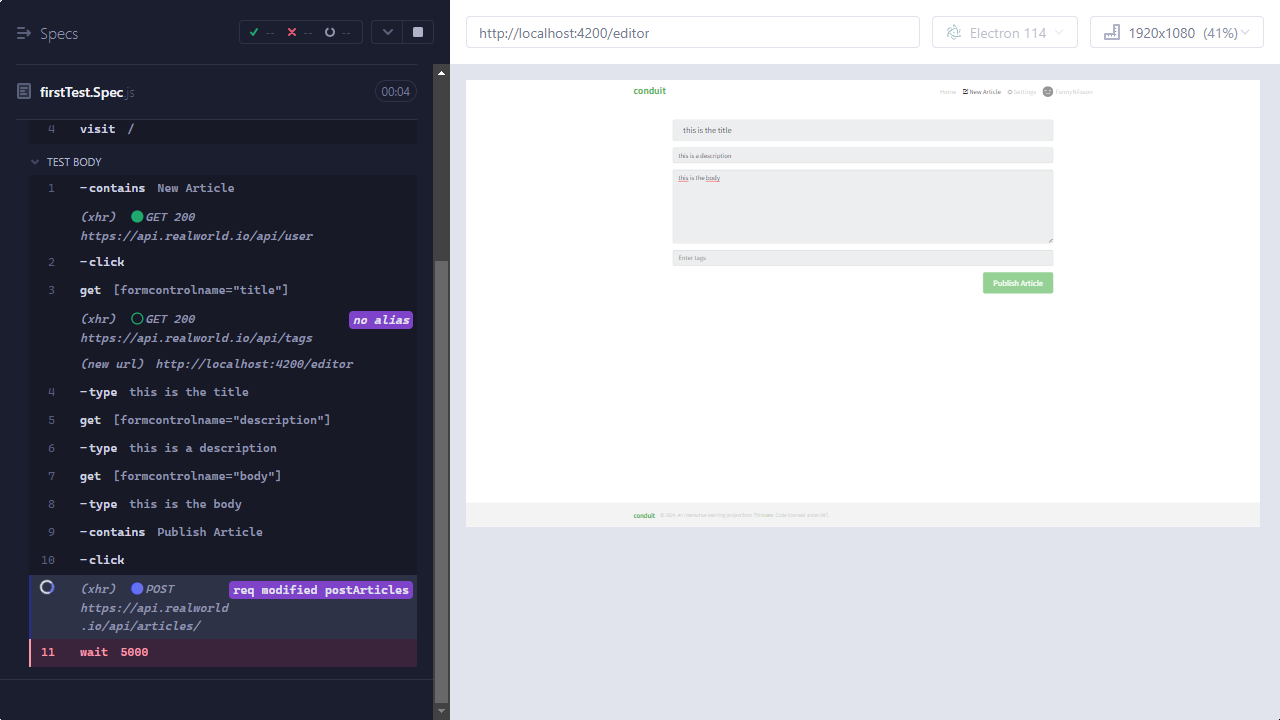 Specs
-- -- --
firstTest.Spec js
00:04
4 visit /
TEST BODY
1 -contains New Article
(xhr) GET 200
https://api.realworld.io/api/user
2 -click
3 get [formcontrolname="title"]
(xhr) GET 200 no alias
https://api.realworld.io/api/tags
(new url) http://localhost:4200/editor
4 -type this is the title
5 get [formcontrolname="description"]
6 -type this is a description
7 get [formcontrolname="body"]
8 -type this is the body
9 -contains Publish Article
10 -click
(xhr) POST req modified postArticles
https://api.realworld
.io/api/articles/
11 wait 5000
http://localhost:4200/editor
Electron 114
1920x1080 (41%)
conduit
Home New Article Settings
this is the title
this is a description
this is the body
Enter tags
Publish Article
conduit